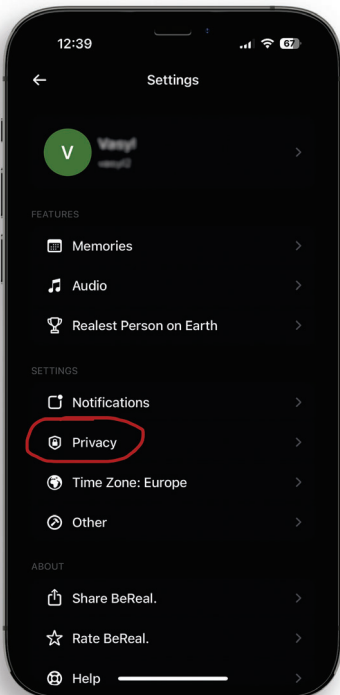 12:39
67
Settings
V
Vasyl
FEATURES
Memories
Audio
Realest Person on Earth
SETTINGS
Notifications
Privacy
Time Zone: Europe
Other
ABOUT
Share BeReal.
Rate BeReal.
Help